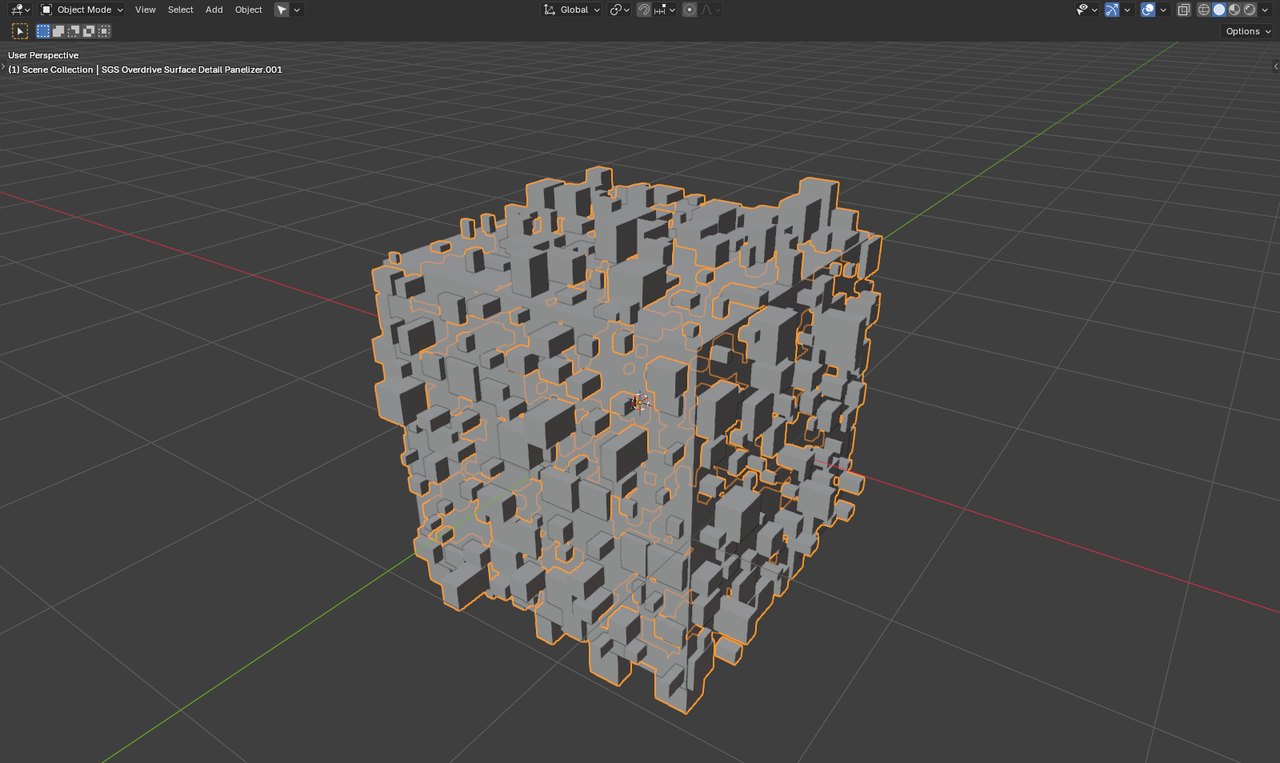 Object Mode
View
Select
Add
Object
Global
Options
User Perspective
(1) Scene Collection | SGS Overdrive Surface Detail Panelizer.001